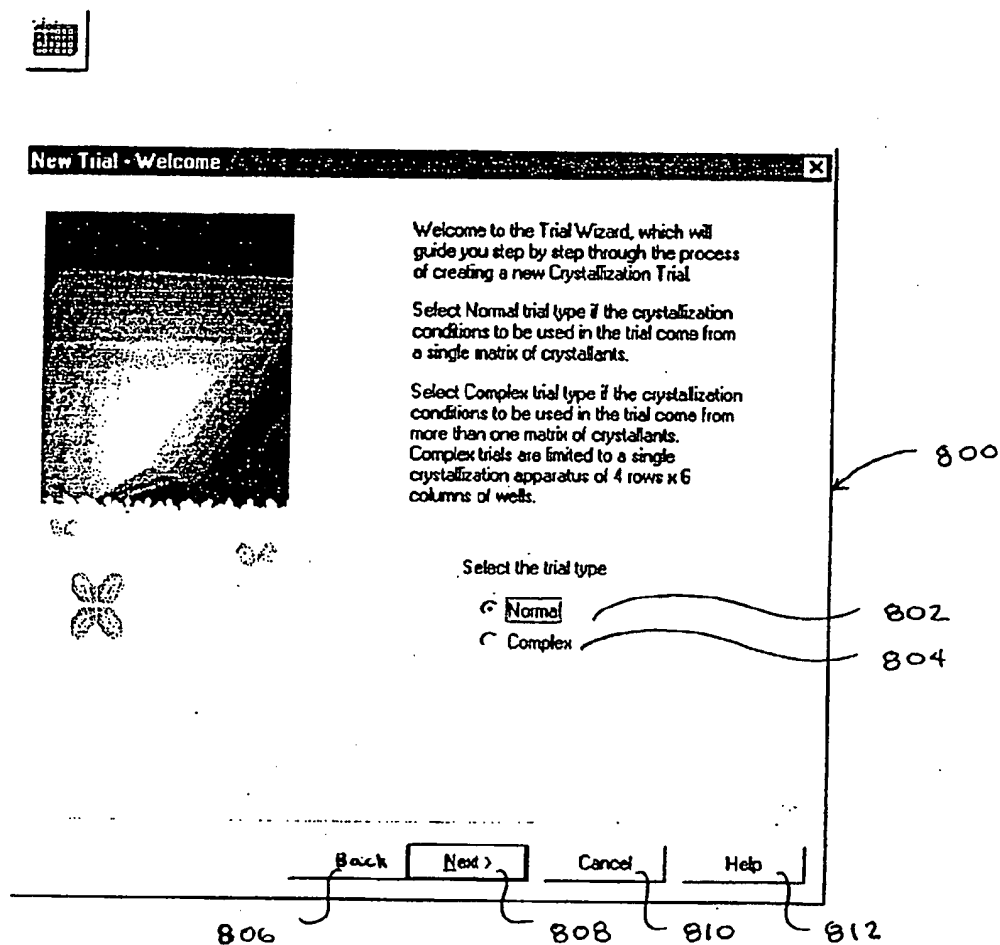 New Trial - Welcome
Welcome to the Trial Wizard, which will
guide you step by step through the process
of creating a new Crystallization Trial
Select Normal trial type if the crystallization
conditions to be used in the trial come from
a single matrix of crystallants.
Select Complex trial type if the crystallization
conditions to be used in the trial come from
more than one matrix of crystallants.
Complex trials are limited to a single
crystallization apparatus of 4 rows x 6
columns of wells.
800
Select the trial type
Normal
802
Complex
804
Back
Next >
Cancel
Help
806
808
810
812